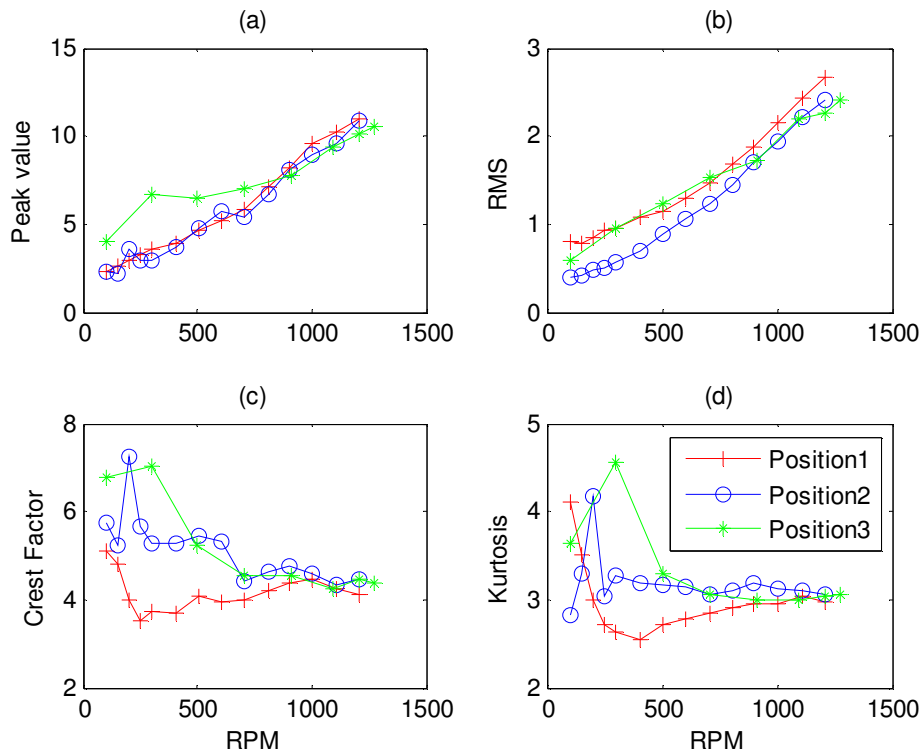 (a)
15
10
5
0
Peak value
0 500 1000 1500
(b)
3
2
1
0
RMS
0 500 1000 1500
(c)
8
6
4
2
Crest Factor
0 500 1000 1500
RPM
(d)
5
4
3
2
Kurtosis
Position1
Position2
Position3
0 500 1000 1500
RPM